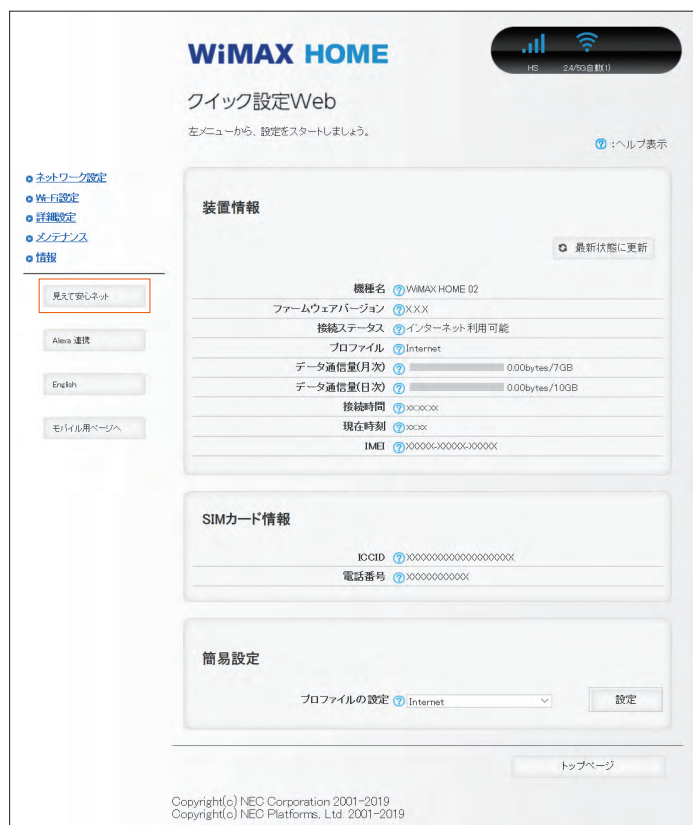 WiMAX HOME
HS 2.4/5G自動(1)
クイック設定Web
左メニューから、設定をスタートしましょう。
?:ヘルプ表示
ネットワーク設定
Wi-Fi設定
詳細設定
メンテナンス
情報
見えて安心ネット
Alexa 連携
English
モバイル用ページへ
装置情報
最新状態に更新
機種名 ?WiMAX HOME 02
ファームウェアバージョン ?X.X.X
接続ステータス ?インターネット利用可能
プロファイル ?Internet
データ通信量(月次) ? 0.00bytes/7GB
データ通信量(日次) ? 0.00bytes/10GB
接続時間 ?xx:xx:xx
現在時刻 ?xx:xx
IMEI ?XXXXX-XXXXX-XXXXX
SIMカード情報
ICCID ?XXXXXXXXXXXXXXXXXXX
電話番号 ?XXXXXXXXXXX
簡易設定
プロファイルの設定 ? Internet 設定
トップページ
Copyright(c) NEC Corporation 2001-2019
Copyright(c) NEC Platforms, Ltd. 2001-2019